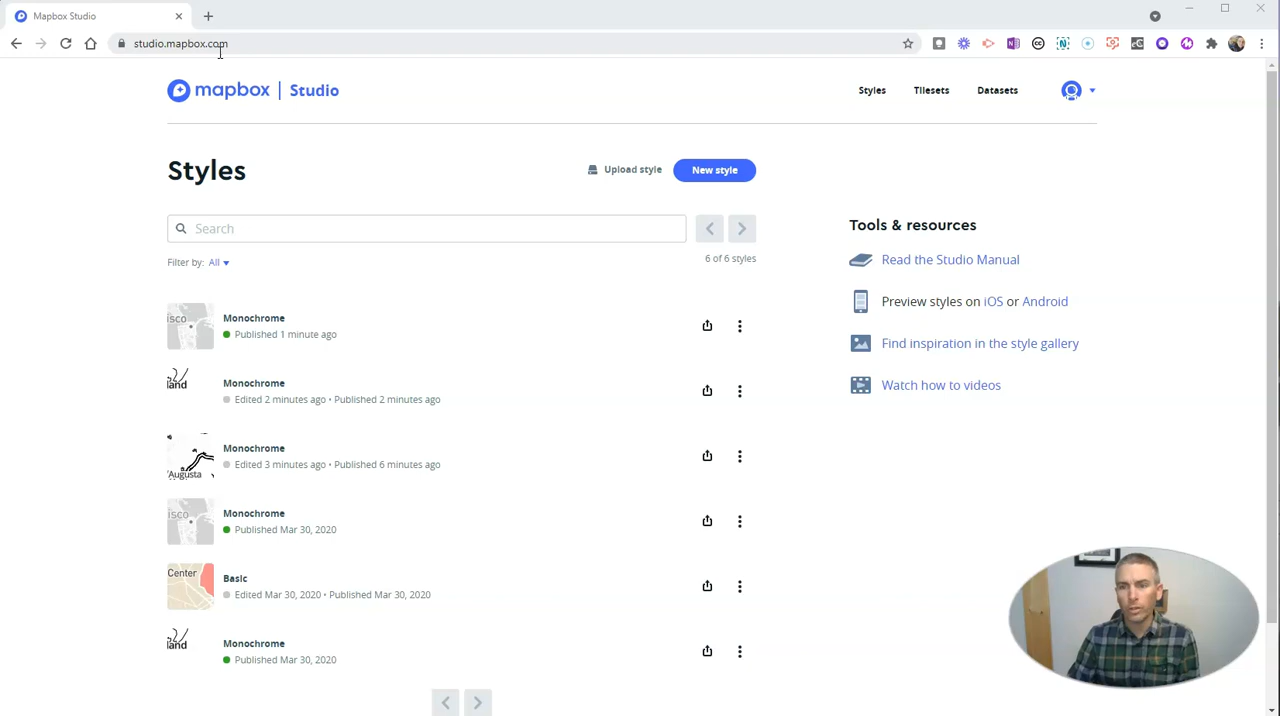 Mapbox Studio
studio.mapbox.com
mapbox | Studio
Styles
Tilesets
Datasets
Styles
Upload style
New style
Search
Filter by: All
6 of 6 styles
isco
Monochrome
Published 1 minute ago
land
Monochrome
Edited 2 minutes ago • Published 2 minutes ago
Augusta
Monochrome
Edited 3 minutes ago • Published 6 minutes ago
isco
Monochrome
Published Mar 30, 2020
Center
Basic
Edited Mar 30, 2020 • Published Mar 30, 2020
land
Monochrome
Published Mar 30, 2020
Tools & resources
Read the Studio Manual
Preview styles on iOS or Android
Find inspiration in the style gallery
Watch how to videos